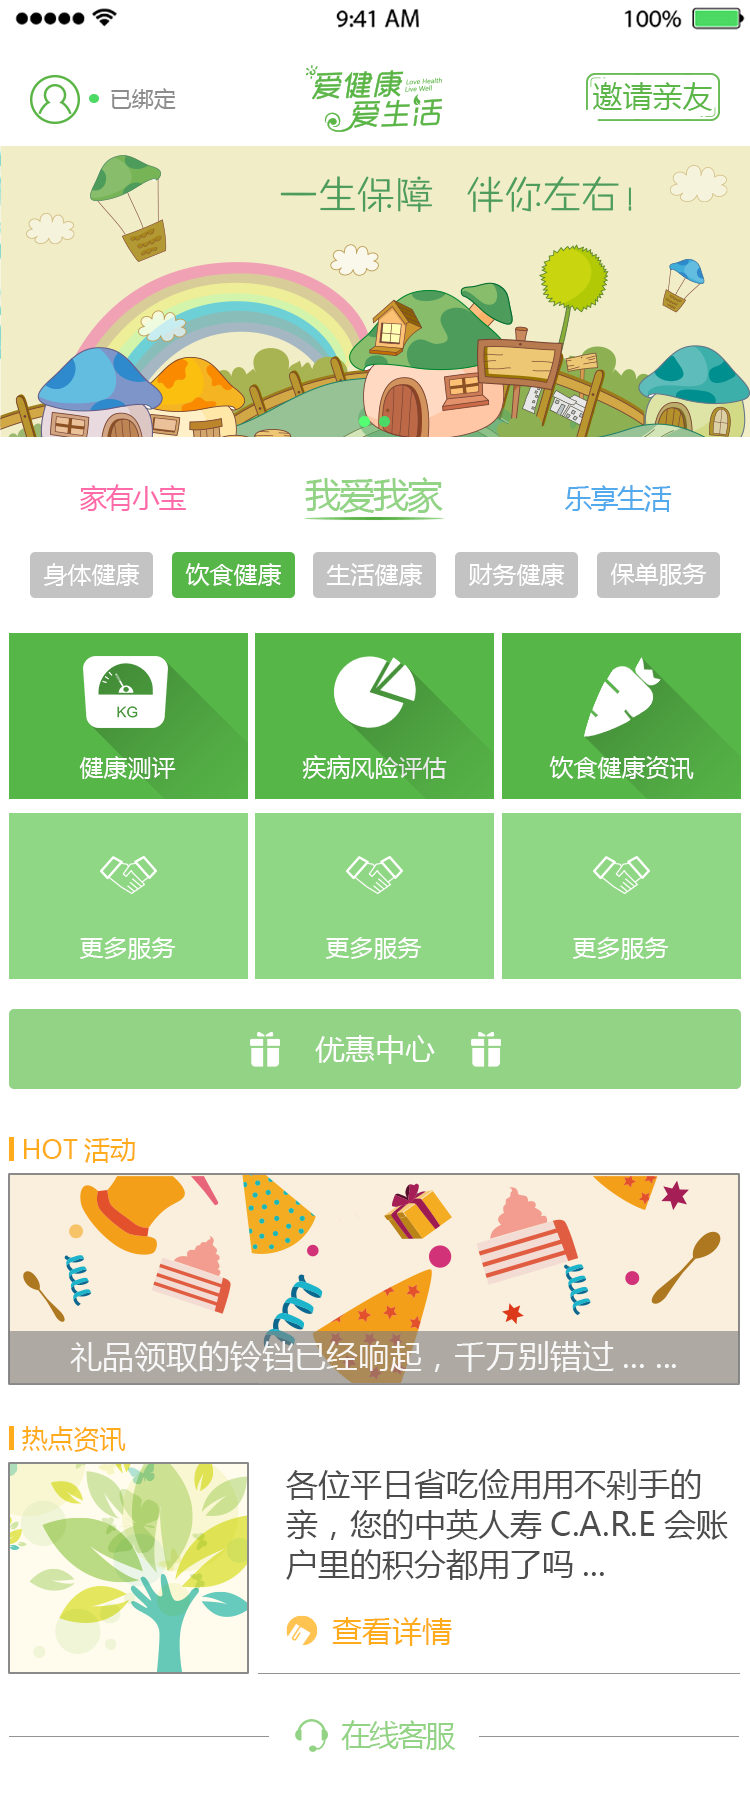 9:41 AM 100%
已绑定
爱健康 Love Health
Live Well
爱生活
邀请亲友
一生保障 伴你左右!
家有小宝 我爱我家 乐享生活
身体健康 饮食健康 生活健康 财务健康 保单服务
KG
健康测评 疾病风险评估 饮食健康资讯
更多服务 更多服务 更多服务
优惠中心
HOT 活动
礼品领取的铃铛已经响起，千万别错过 ... ...
热点资讯
各位平日省吃俭用用不剁手的
亲，您的中英人寿 C.A.R.E 会账
户里的积分都用了吗 ...
查看详情
在线客服